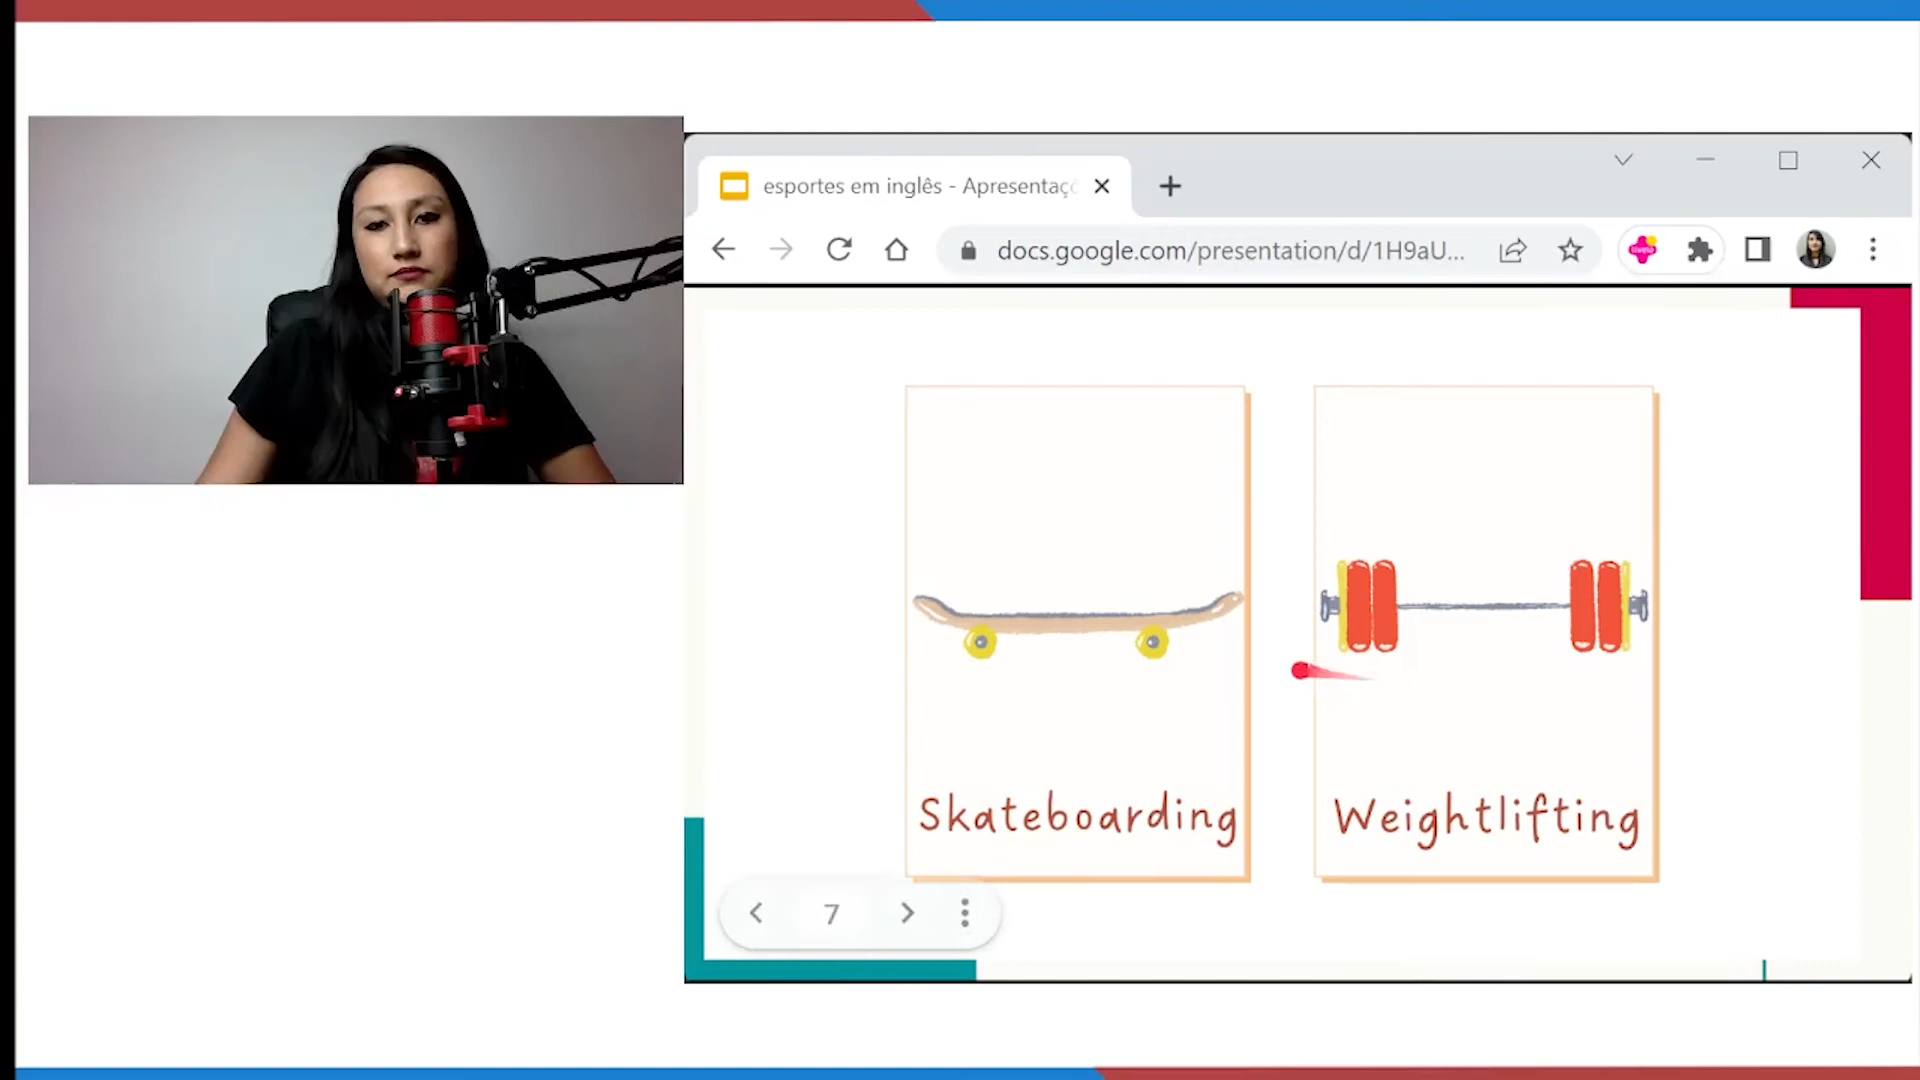 esportes em inglês - Apresentaç
docs.google.com/presentation/d/1H9aU...
Skateboarding
Weightlifting
7